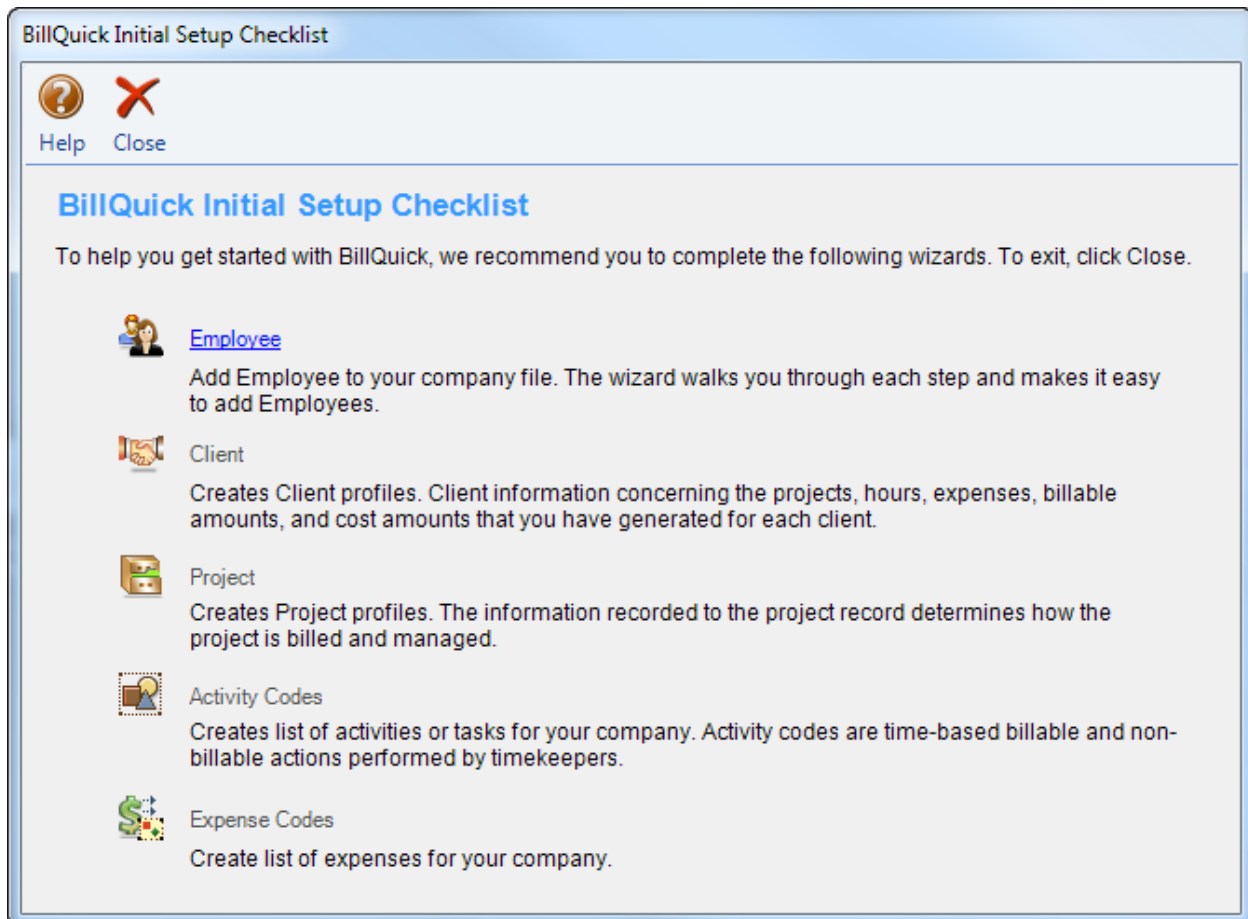 BillQuick Initial Setup Checklist
Help Close
BillQuick Initial Setup Checklist
To help you get started with BillQuick, we recommend you to complete the following wizards. To exit, click Close.
Employee
Add Employee to your company file. The wizard walks you through each step and makes it easy
to add Employees.
Client
Creates Client profiles. Client information concerning the projects, hours, expenses, billable
amounts, and cost amounts that you have generated for each client.
Project
Creates Project profiles. The information recorded to the project record determines how the
project is billed and managed.
Activity Codes
Creates list of activities or tasks for your company. Activity codes are time-based billable and non-
billable actions performed by timekeepers.
Expense Codes
Create list of expenses for your company.